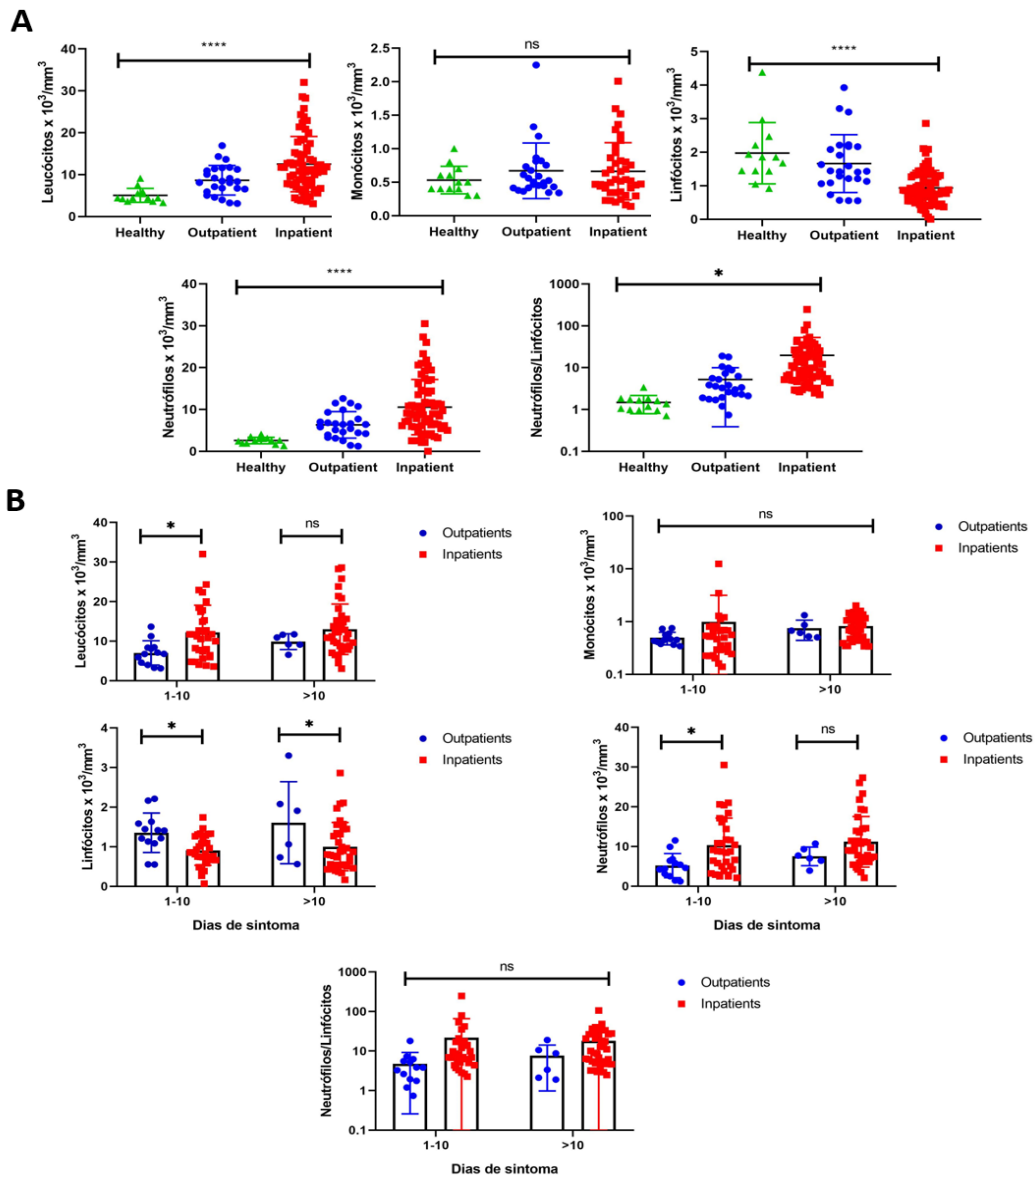 A
Leucócitos x 10³/mm³
40
30
20
10
0
****
Healthy
Outpatient
Inpatient
Monócitos x 10³/mm³
2.5
2.0
1.5
1.0
0.5
0.0
ns
Healthy
Outpatient
Inpatient
Linfócitos x 10³/mm³
5
4
3
2
1
0
****
Healthy
Outpatient
Inpatient
Neutrófilos x 10³/mm³
40
30
20
10
0
****
Healthy
Outpatient
Inpatient
Neutrófilos/Linfócitos
1000
100
10
1
0.1
*
Healthy
Outpatient
Inpatient
B
Leucócitos x 10³/mm³
40
30
20
10
0
*
ns
1-10
>10
Outpatients
Inpatients
Monócitos x 10³/mm³
100
10
1
0.1
ns
1-10
>10
Outpatients
Inpatients
Linfócitos x 10³/mm³
4
3
2
1
0
*
*
1-10
>10
Dias de sintoma
Outpatients
Inpatients
Neutrófilos x 10³/mm³
40
30
20
10
0
*
ns
1-10
>10
Dias de sintoma
Outpatients
Inpatients
Neutrófilos/Linfócitos
1000
100
10
1
0.1
ns
1-10
>10
Dias de sintoma
Outpatients
Inpatients